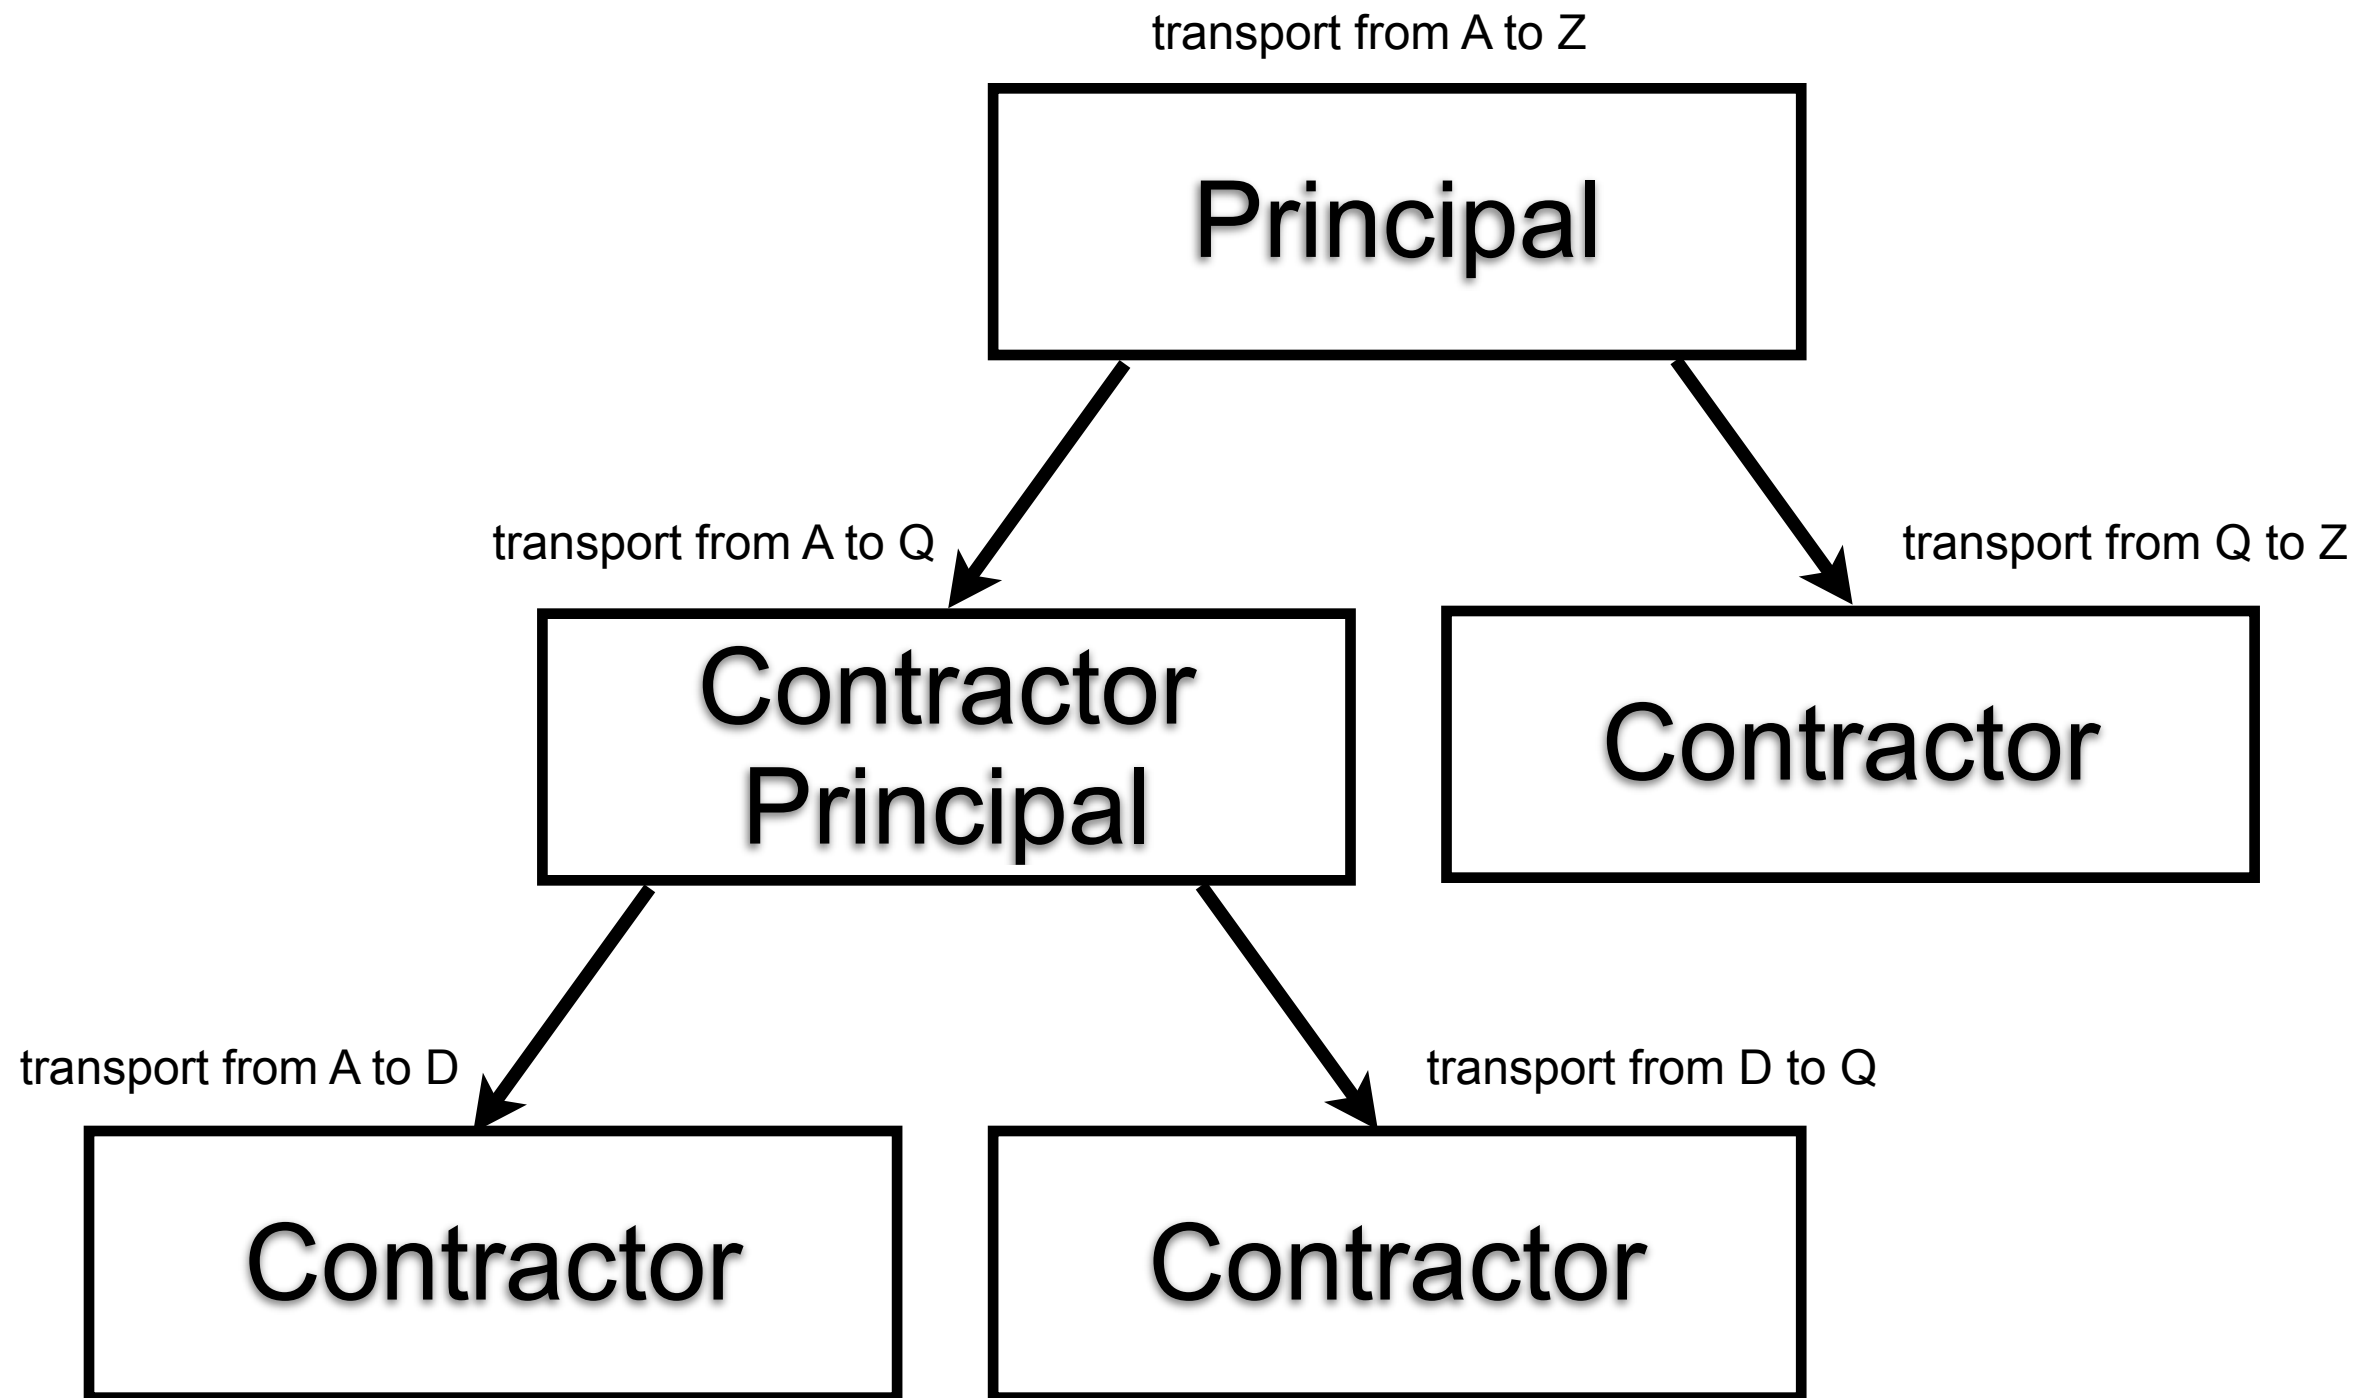 transport from A to Z
Principal
transport from A to Q
transport from Q to Z
Contractor
Principal
Contractor
transport from A to D
transport from D to Q
Contractor
Contractor